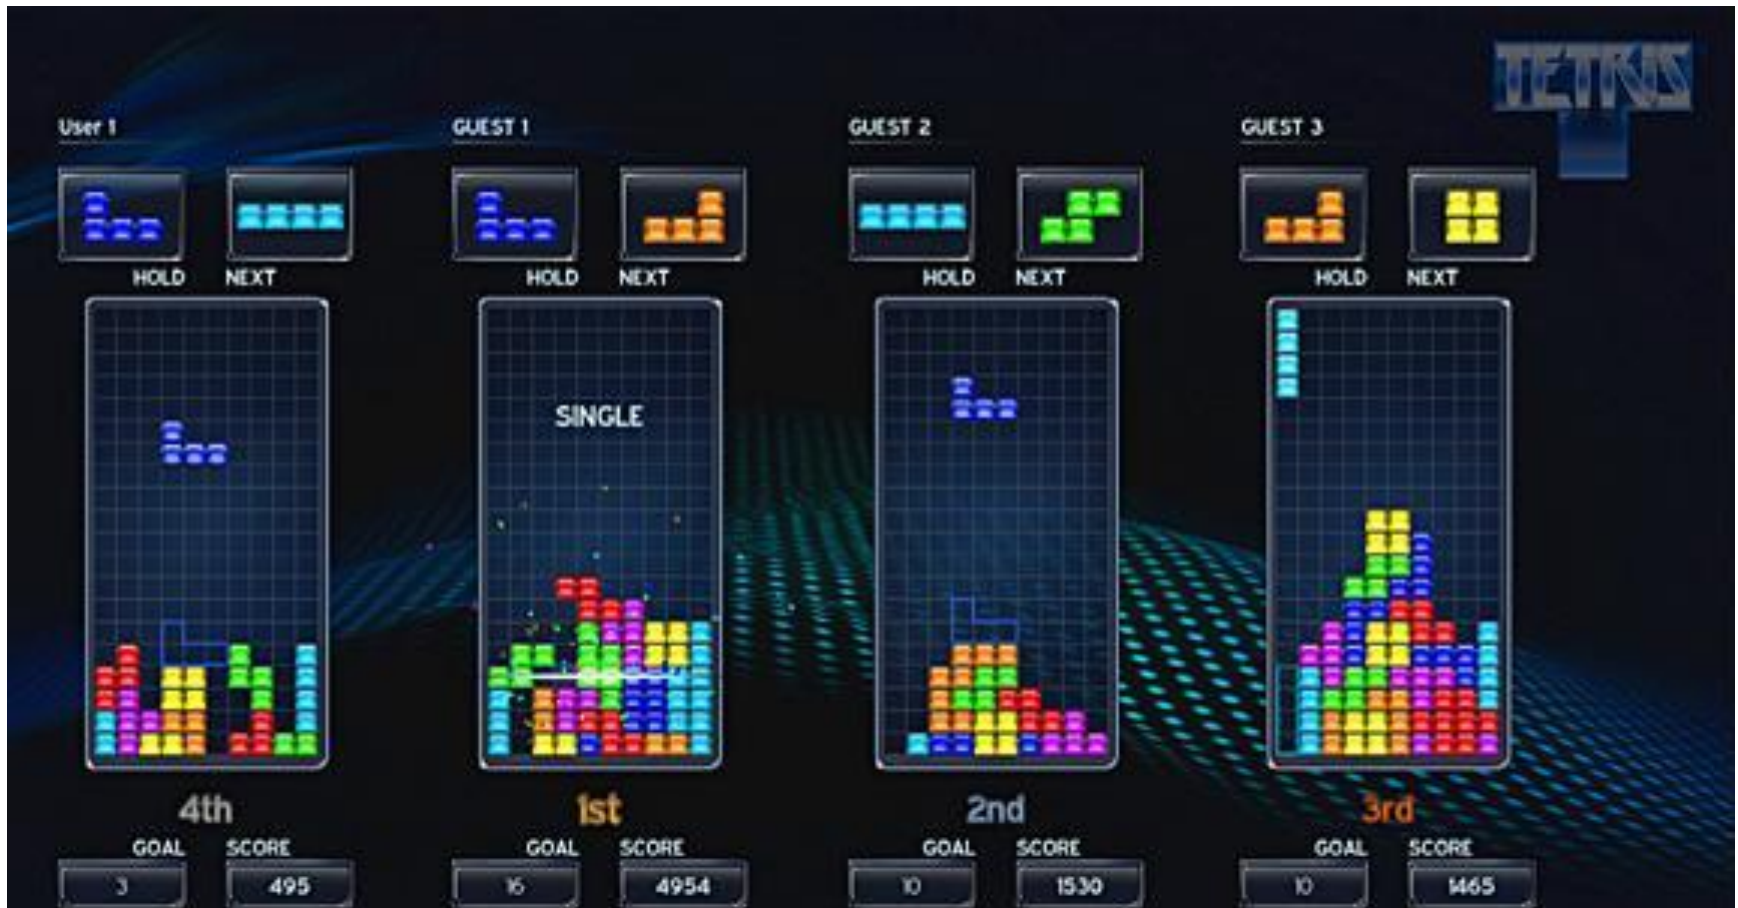 TETRIS
User 1
GUEST 1
GUEST 2
GUEST 3
HOLD NEXT
HOLD NEXT
HOLD NEXT
HOLD NEXT
SINGLE
4th
1st
2nd
3rd
GOAL SCORE
3 495
GOAL SCORE
16 4954
GOAL SCORE
10 1530
GOAL SCORE
10 1465